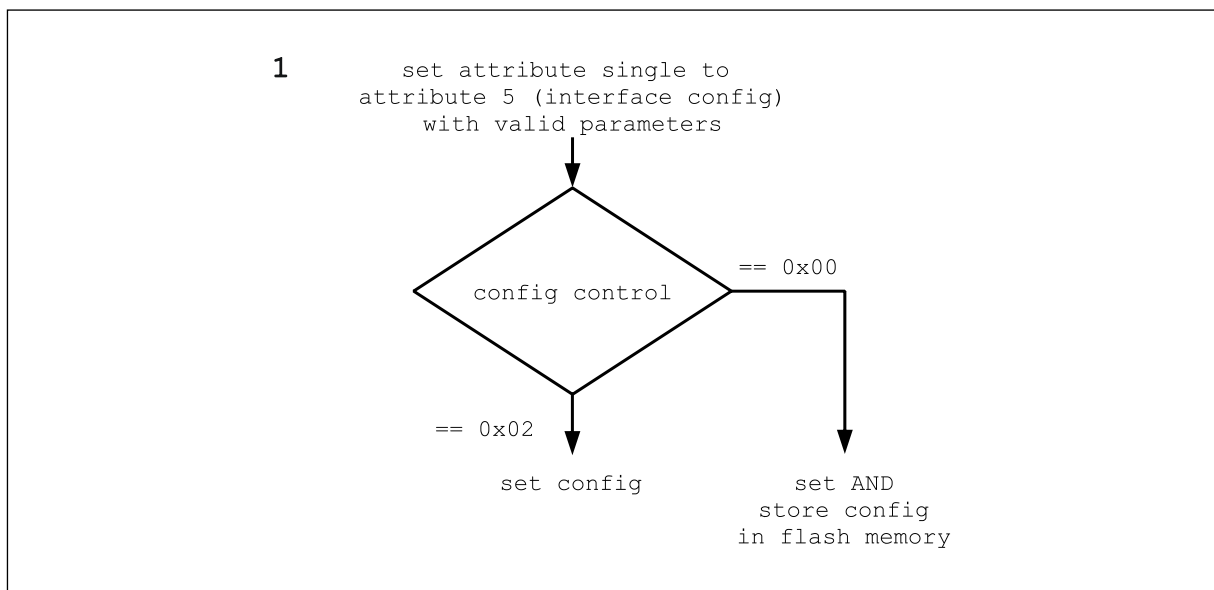 1
set attribute single to
attribute 5 (interface config)
with valid parameters
== 0x00
config control
== 0x02
set config
set AND
store config
in flash memory